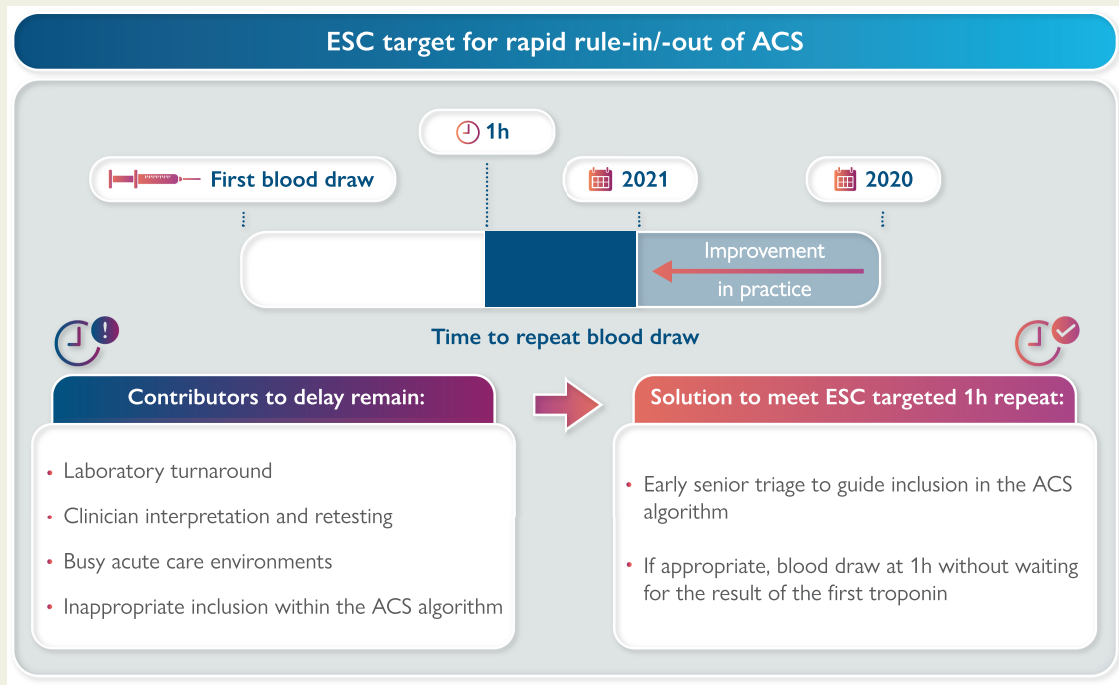 ESC target for rapid rule-in/-out of ACS
1h
First blood draw
2021
2020
Improvement
in practice
Time to repeat blood draw
Contributors to delay remain:
• Laboratory turnaround
• Clinician interpretation and retesting
• Busy acute care environments
• Inappropriate inclusion within the ACS algorithm
Solution to meet ESC targeted 1h repeat:
• Early senior triage to guide inclusion in the ACS
algorithm
• If appropriate, blood draw at 1h without waiting
for the result of the first troponin